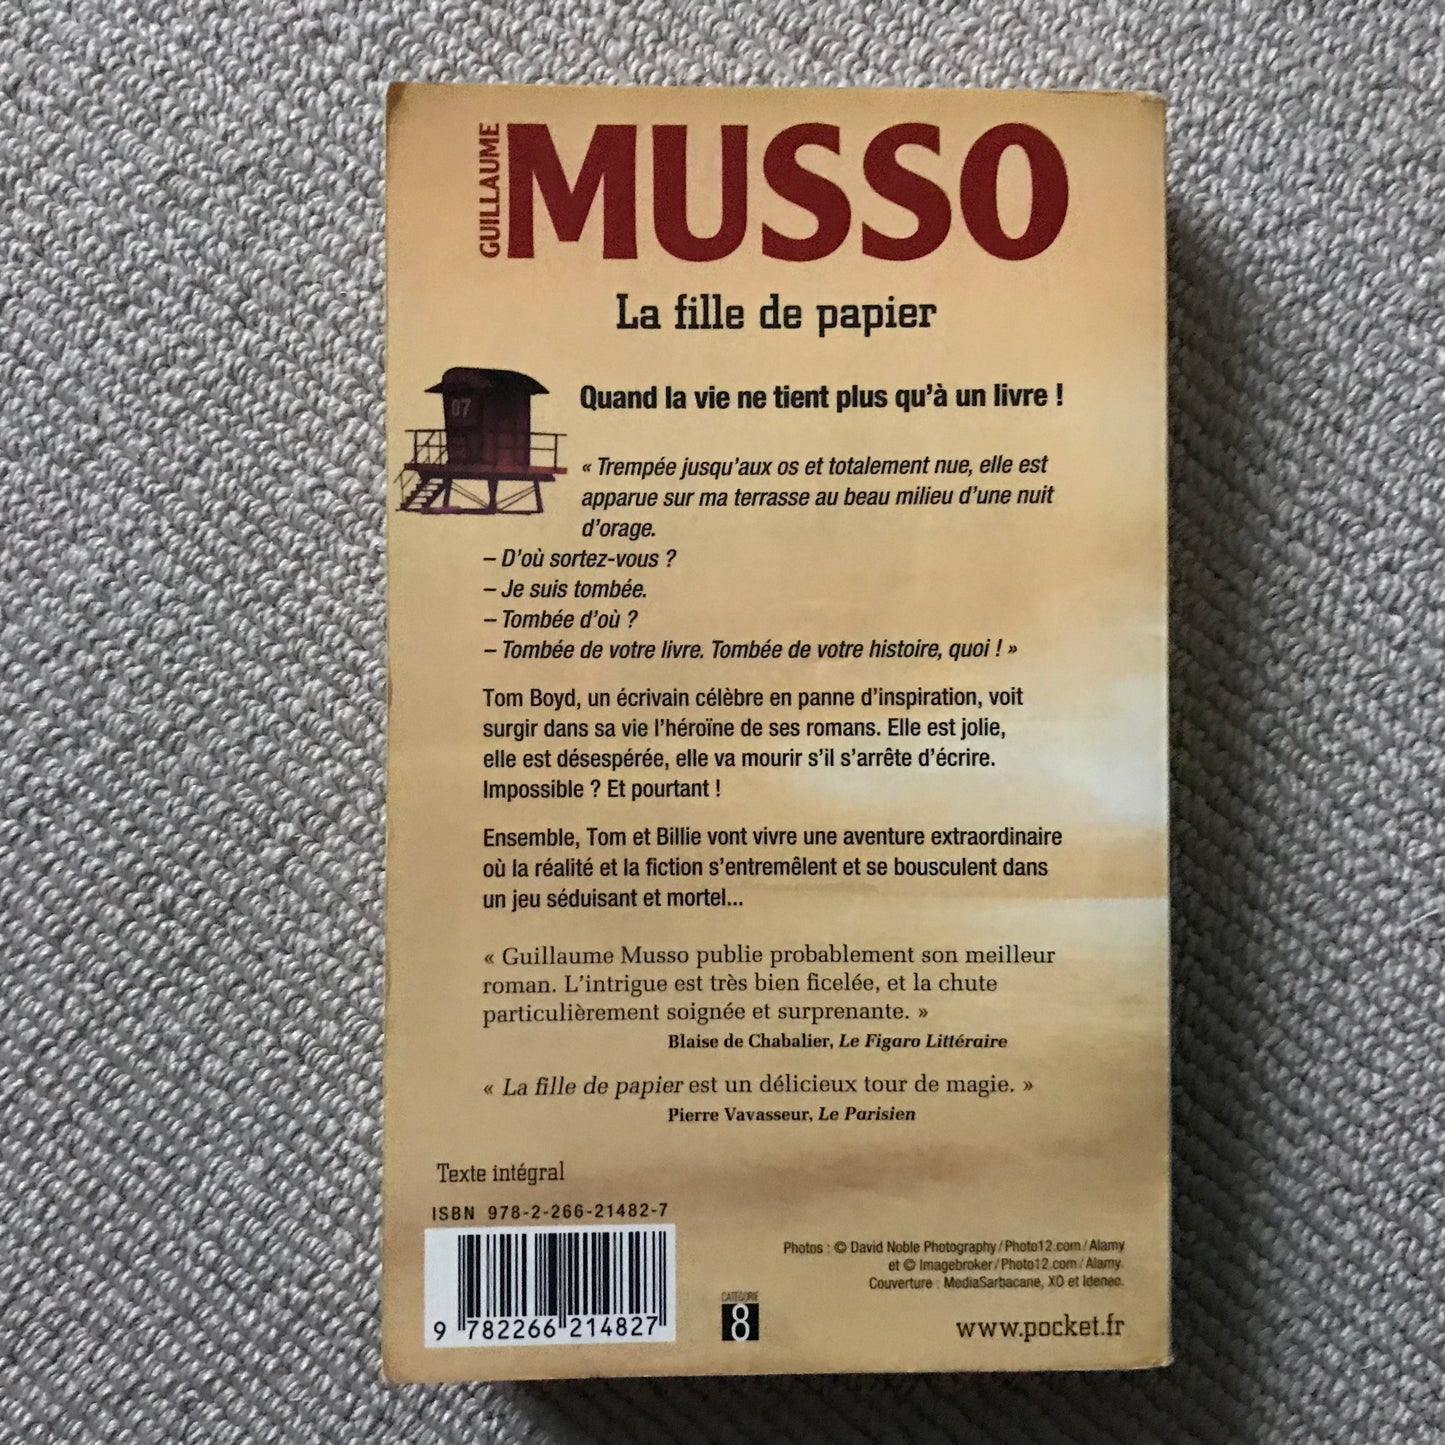 GUILLAUME
MUSSO
La fille de papier
07
Quand la vie ne tient plus qu'à un livre !
« Trempée jusqu'aux os et totalement nue, elle est
apparue sur ma terrasse au beau milieu d'une nuit
d'orage.
– D'où sortez-vous ?
– Je suis tombée.
– Tombée d'où ?
– Tombée de votre livre. Tombée de votre histoire, quoi ! »
Tom Boyd, un écrivain célèbre en panne d'inspiration, voit
surgir dans sa vie l'héroïne de ses romans. Elle est jolie,
elle est désespérée, elle va mourir s'il s'arrête d'écrire.
Impossible ? Et pourtant !
Ensemble, Tom et Billie vont vivre une aventure extraordinaire
où la réalité et la fiction s'entremêlent et se bousculent dans
un jeu séduisant et mortel...
« Guillaume Musso publie probablement son meilleur
roman. L'intrigue est très bien ficelée, et la chute
particulièrement soignée et surprenante. »
Blaise de Chabalier, Le Figaro Littéraire
« La fille de papier est un délicieux tour de magie. »
Pierre Vavasseur, Le Parisien
Texte intégral
ISBN 978-2-266-21482-7
9 782266 214827
CATÉGORIE
8
Photos : © David Noble Photography / Photo12.com / Alamy
et © Imagebroker / Photo12.com / Alamy.
Couverture : MediaSarbacane, XO et Ideneo.
www.pocket.fr